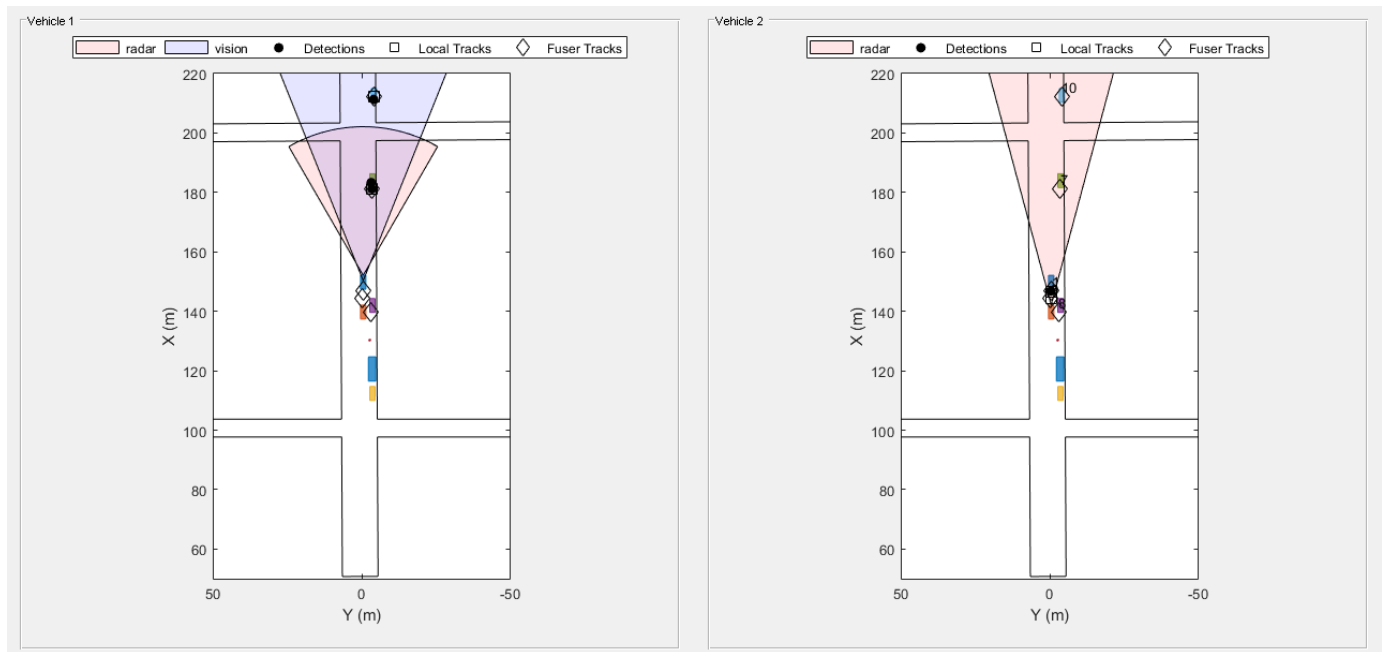 Vehicle 1
radar vision Detections Local Tracks Fuser Tracks
220
200
180
160
140
120
100
80
60
X (m)
50 0 -50
Y (m)
Vehicle 2
radar Detections Local Tracks Fuser Tracks
220
200
180
160
140
120
100
80
60
X (m)
10
50 0 -50
Y (m)